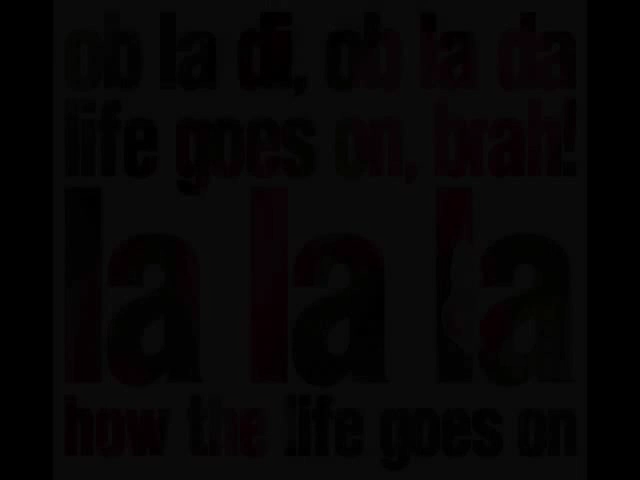 ob la di, ob la da
life goes on, brah!
la la la
how the life goes on